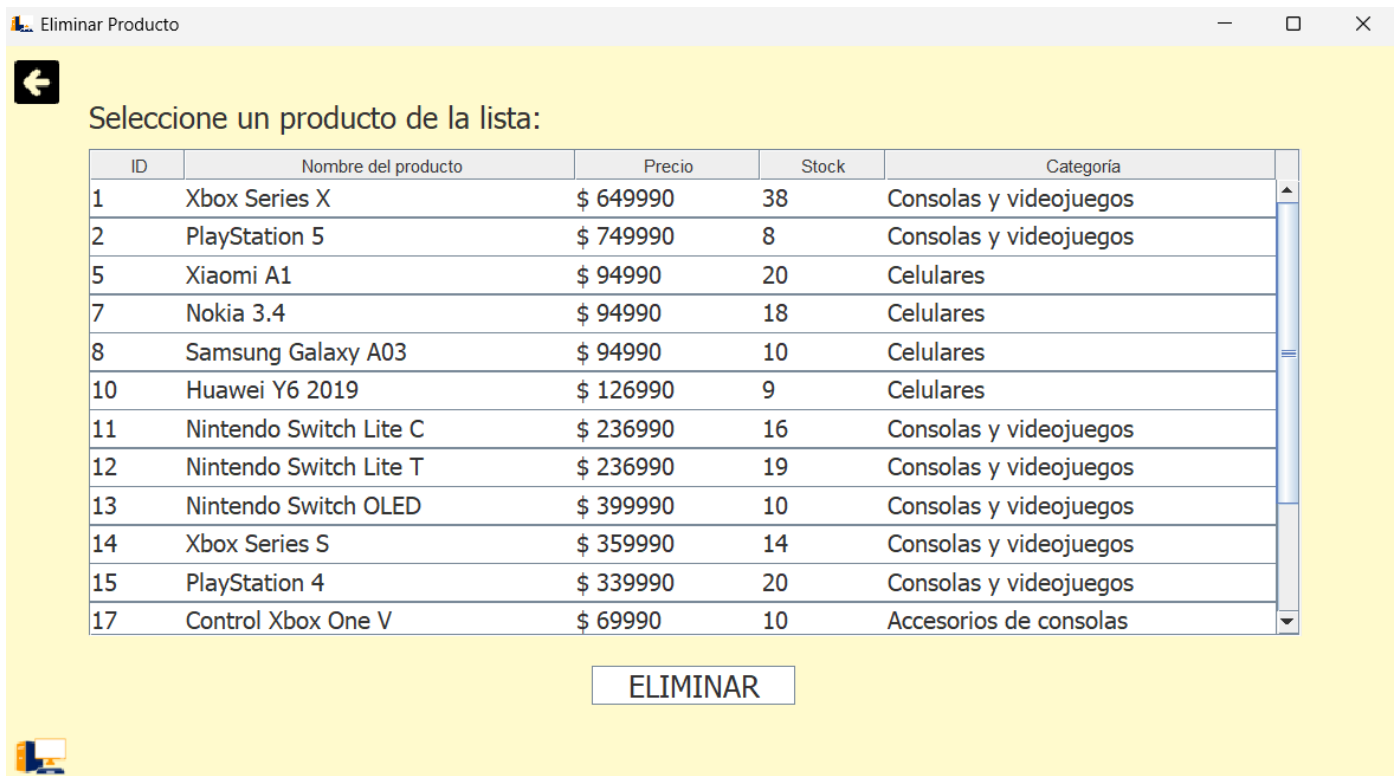 Eliminar Producto
Seleccione un producto de la lista:
ID Nombre del producto Precio Stock Categoría
1 Xbox Series X $ 649990 38 Consolas y videojuegos
2 PlayStation 5 $ 749990 8 Consolas y videojuegos
5 Xiaomi A1 $ 94990 20 Celulares
7 Nokia 3.4 $ 94990 18 Celulares
8 Samsung Galaxy A03 $ 94990 10 Celulares
10 Huawei Y6 2019 $ 126990 9 Celulares
11 Nintendo Switch Lite C $ 236990 16 Consolas y videojuegos
12 Nintendo Switch Lite T $ 236990 19 Consolas y videojuegos
13 Nintendo Switch OLED $ 399990 10 Consolas y videojuegos
14 Xbox Series S $ 359990 14 Consolas y videojuegos
15 PlayStation 4 $ 339990 20 Consolas y videojuegos
17 Control Xbox One V $ 69990 10 Accesorios de consolas
ELIMINAR